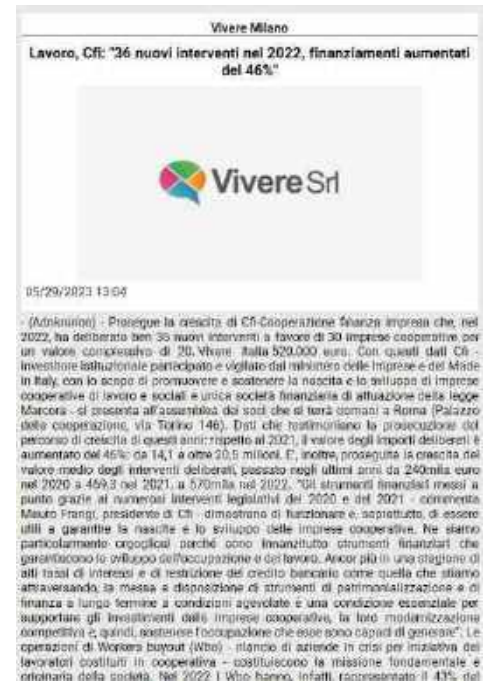 Vivere Milano
Lavoro, Cfi: "36 nuovi interventi nel 2022, finanziamenti aumentati
del 46%"
Vivere Srl
05/29/2023 13:04
- (Adnkronos) - Prosegue la crescita di Cfi-Cooperazione finanza impresa che, nel
2022, ha deliberato ben 36 nuovi interventi a favore di 30 imprese cooperative per
un valore complessivo di 20. Vivere Italia 520.000 euro. Con questi dati Cfi -
investitore istituzionale partecipato e vigilato dal ministero delle Imprese e del Made
in Italy, con lo scopo di promuovere e sostenere la nascita e lo sviluppo di imprese
cooperative di lavoro e sociali e unica società finanziaria di attuazione della legge
Marcora - si presenta all'assemblea dei soci che si terrà domani a Roma (Palazzo
della cooperazione, via Torino 146). Dati che testimoniano la prosecuzione del
percorso di crescita di questi anni: rispetto al 2021, il valore degli importi deliberati è
aumentato del 46%: da 14,1 a oltre 20,5 milioni. E', inoltre, proseguita la crescita del
valore medio degli interventi deliberati, passato negli ultimi anni da 240mila euro
nel 2020 a 469,3 nel 2021, a 570mila nel 2022. "Gli strumenti finanziari messi a
punto grazie ai numerosi interventi legislativi del 2020 e del 2021 - commenta
Mauro Frangi, presidente di Cfi - dimostrano di funzionare e, soprattutto, di essere
utili a garantire la nascita e lo sviluppo delle imprese cooperative. Ne siamo
particolarmente orgogliosi perché sono innanzitutto strumenti finanziari che
garantiscono lo sviluppo dell'occupazione e del lavoro. Ancor più in una stagione di
alti tassi di interessi e di restrizione del credito bancario come quella che stiamo
attraversando, la messa a disposizione di strumenti di patrimonializzazione e di
finanza a lungo termine a condizioni agevolate è una condizione essenziale per
supportare gli investimenti delle imprese cooperative, la loro modernizzazione
competitiva e, quindi, sostenere l'occupazione che esse sono capaci di generare". Le
operazioni di Workers buyout (Wbo) - rilancio di aziende in crisi per iniziativa dei
lavoratori costituiti in cooperativa - costituiscono la missione fondamentale e
originaria della società. Nel 2022 i Wbo hanno, infatti, rappresentato il 43% del